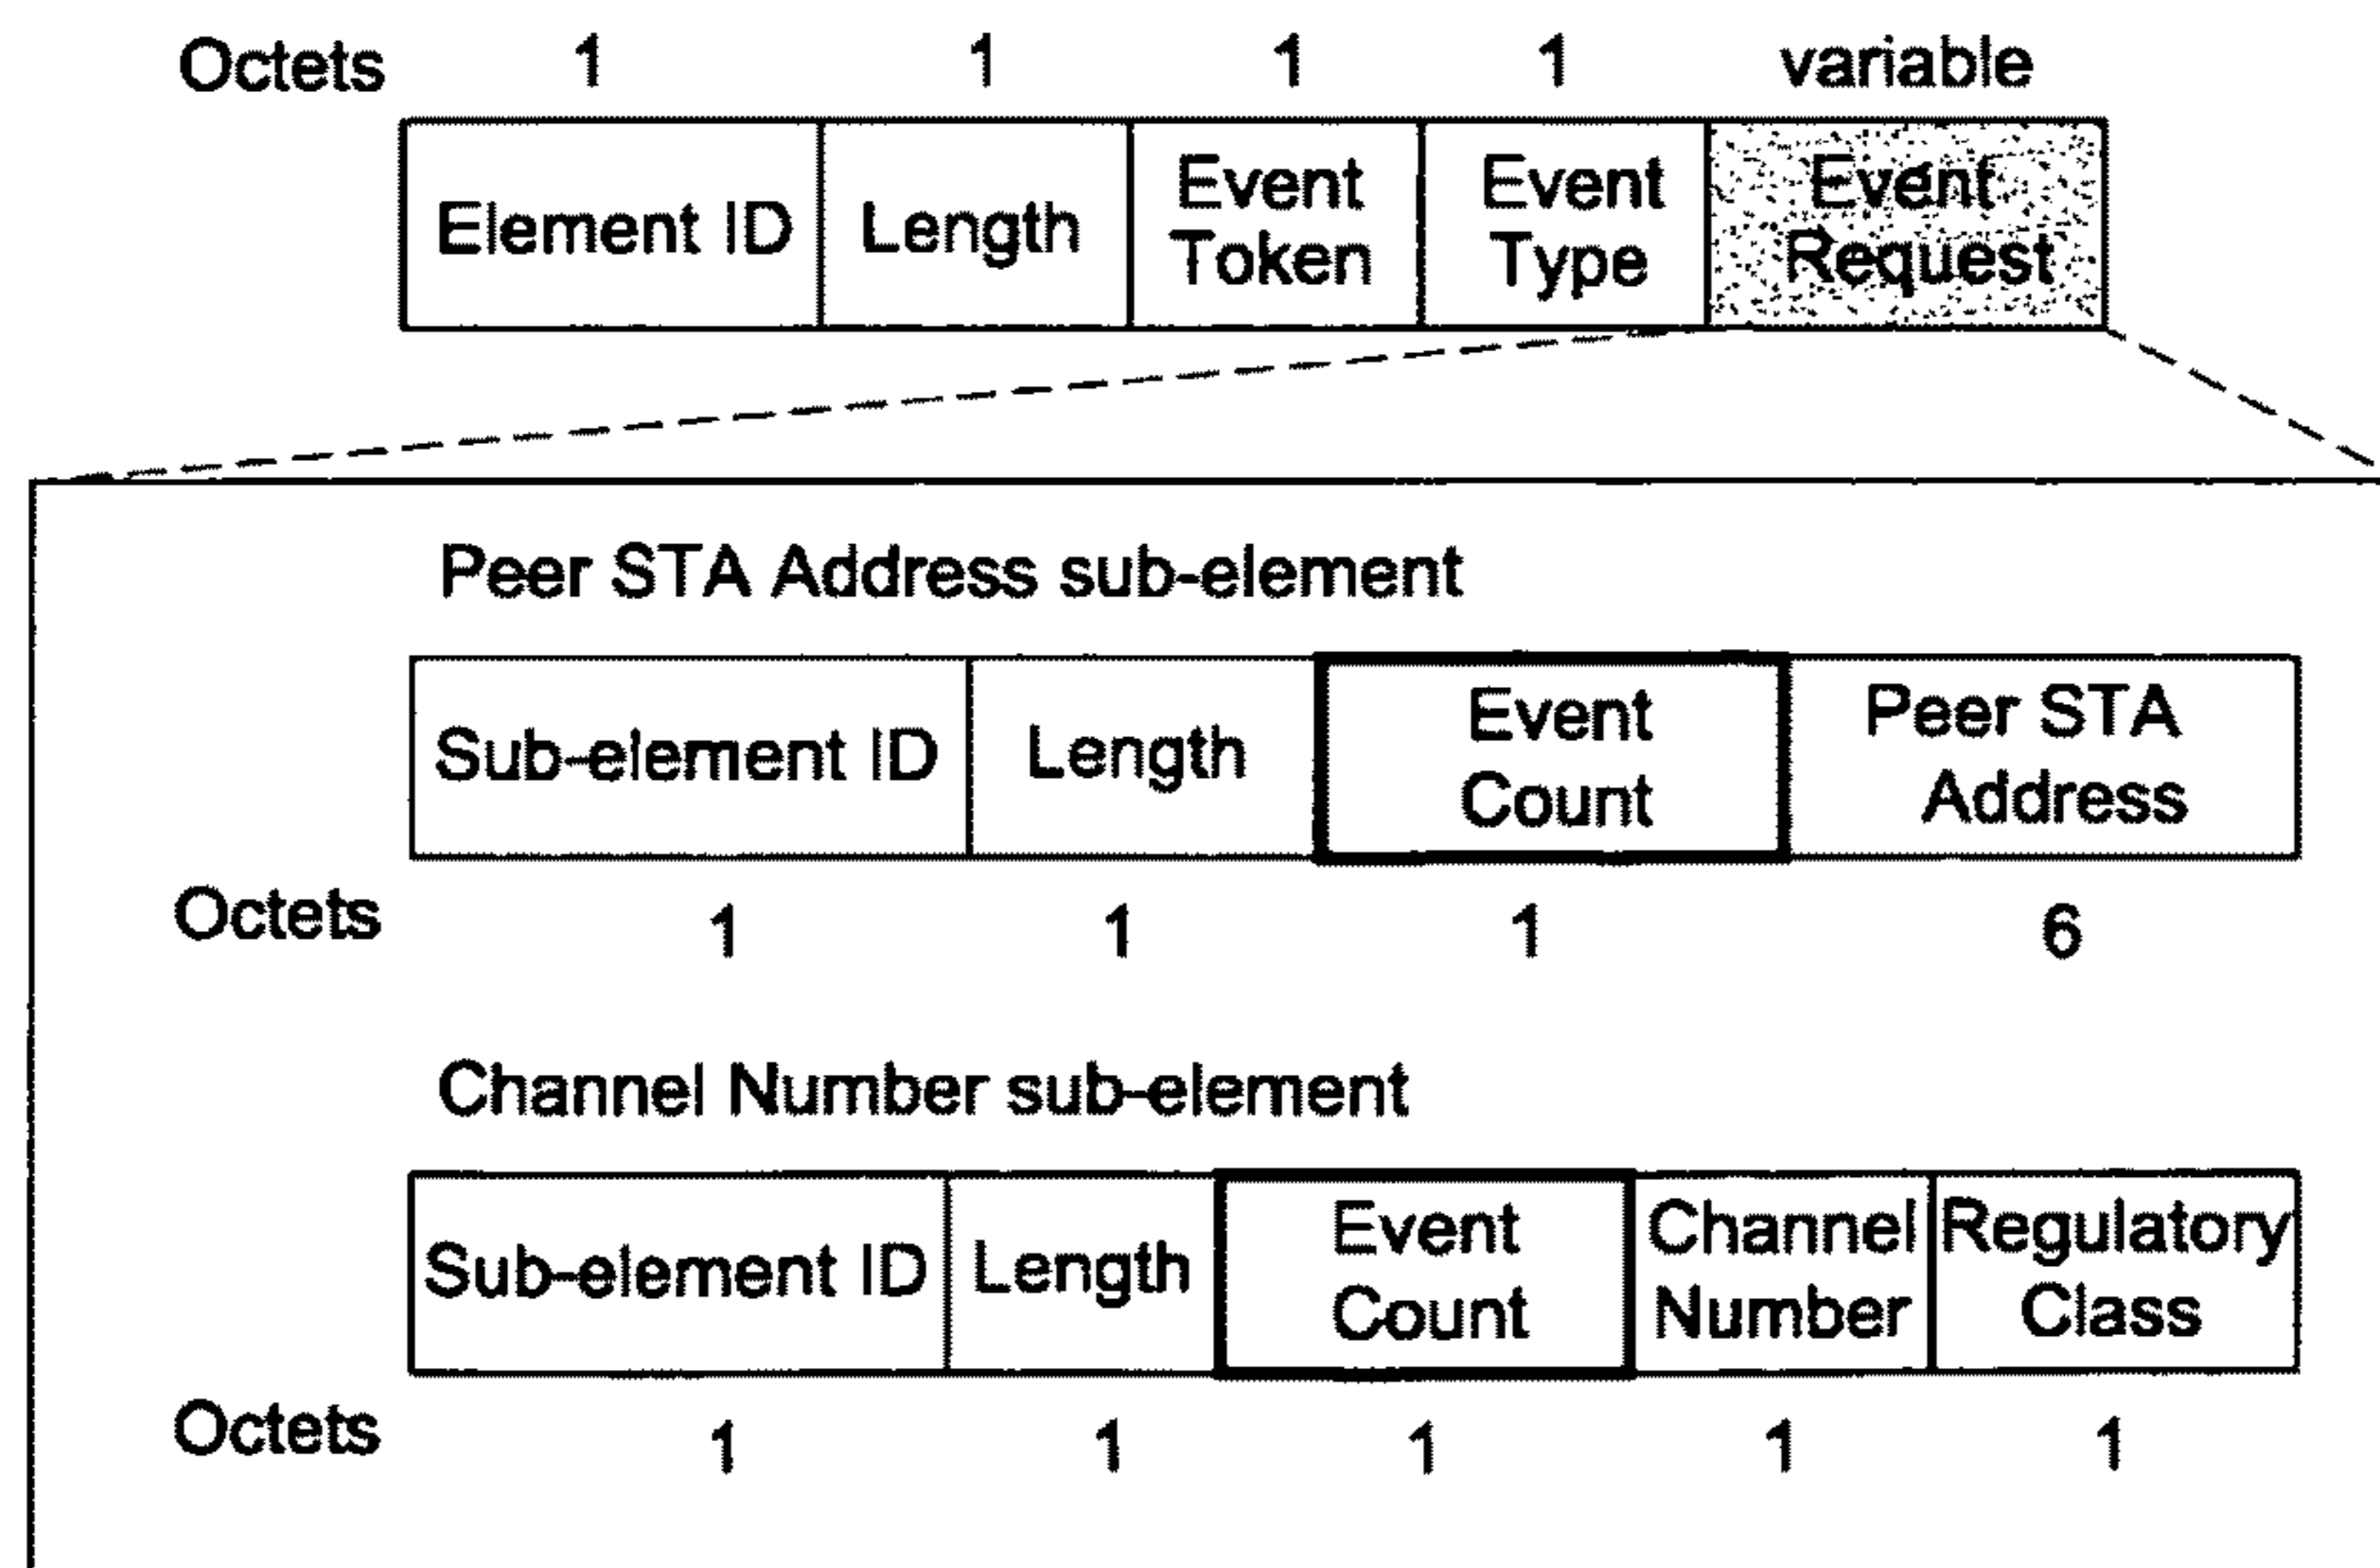 Octets 1 1 1 1 variable
Element ID Length Event Token Event Type Event Request
Peer STA Address sub-element
Sub-element ID Length Event Count Peer STA Address
Octets 1 1 1 6
Channel Number sub-element
Sub-element ID Length Event Count Channel Number Regulatory Class
Octets 1 1 1 1 1